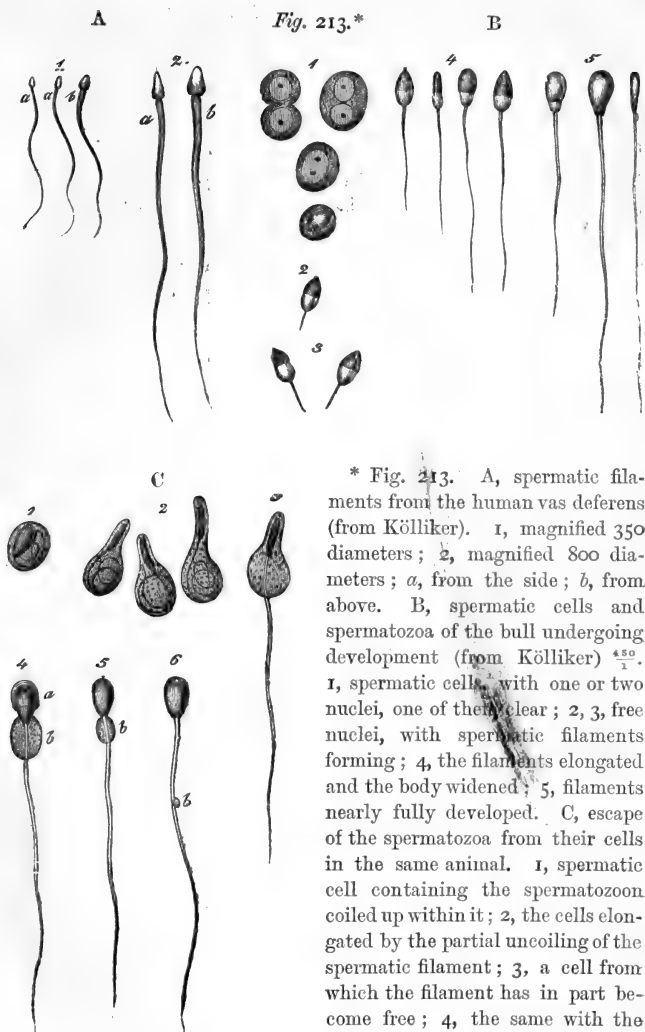 A Fig. 213.* B
1. 2. 1 4 5
a a b a b
2
3
C
1 2 3
4 5 6
a
b b
b
* Fig. 213. A, spermatic fila-
ments from the human vas deferens
(from Kölliker). 1, magnified 350
diameters; 2, magnified 800 dia-
meters; a, from the side; b, from
above. B, spermatic cells and
spermatozoa of the bull undergoing
development (from Kölliker) 450/1.
1, spermatic cells, with one or two
nuclei, one of them clear; 2, 3, free
nuclei, with spermatic filaments
forming; 4, the filaments elongated
and the body widened; 5, filaments
nearly fully developed. C, escape
of the spermatozoa from their cells
in the same animal. 1, spermatic
cell containing the spermatozoon
coiled up within it; 2, the cells elon-
gated by the partial uncoiling of the
spermatic filament; 3, a cell from
which the filament has in part be-
come free; 4, the same with the